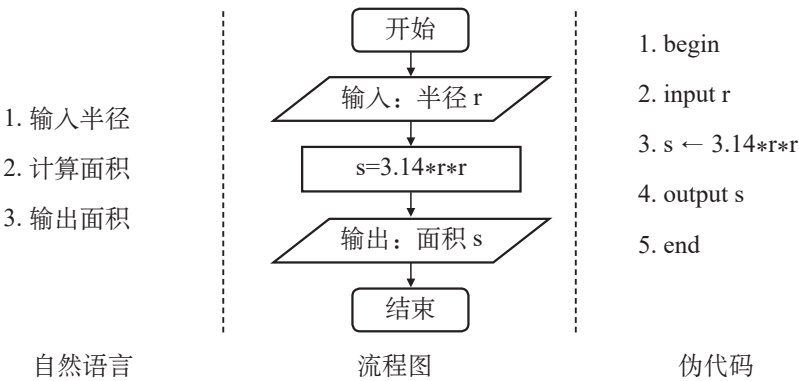 1. 输入半径
2. 计算面积
3. 输出面积
自然语言
开始
输入：半径 r
s=3.14*r*r
输出：面积 s
结束
流程图
1. begin
2. input r
3. s ← 3.14*r*r
4. output s
5. end
伪代码